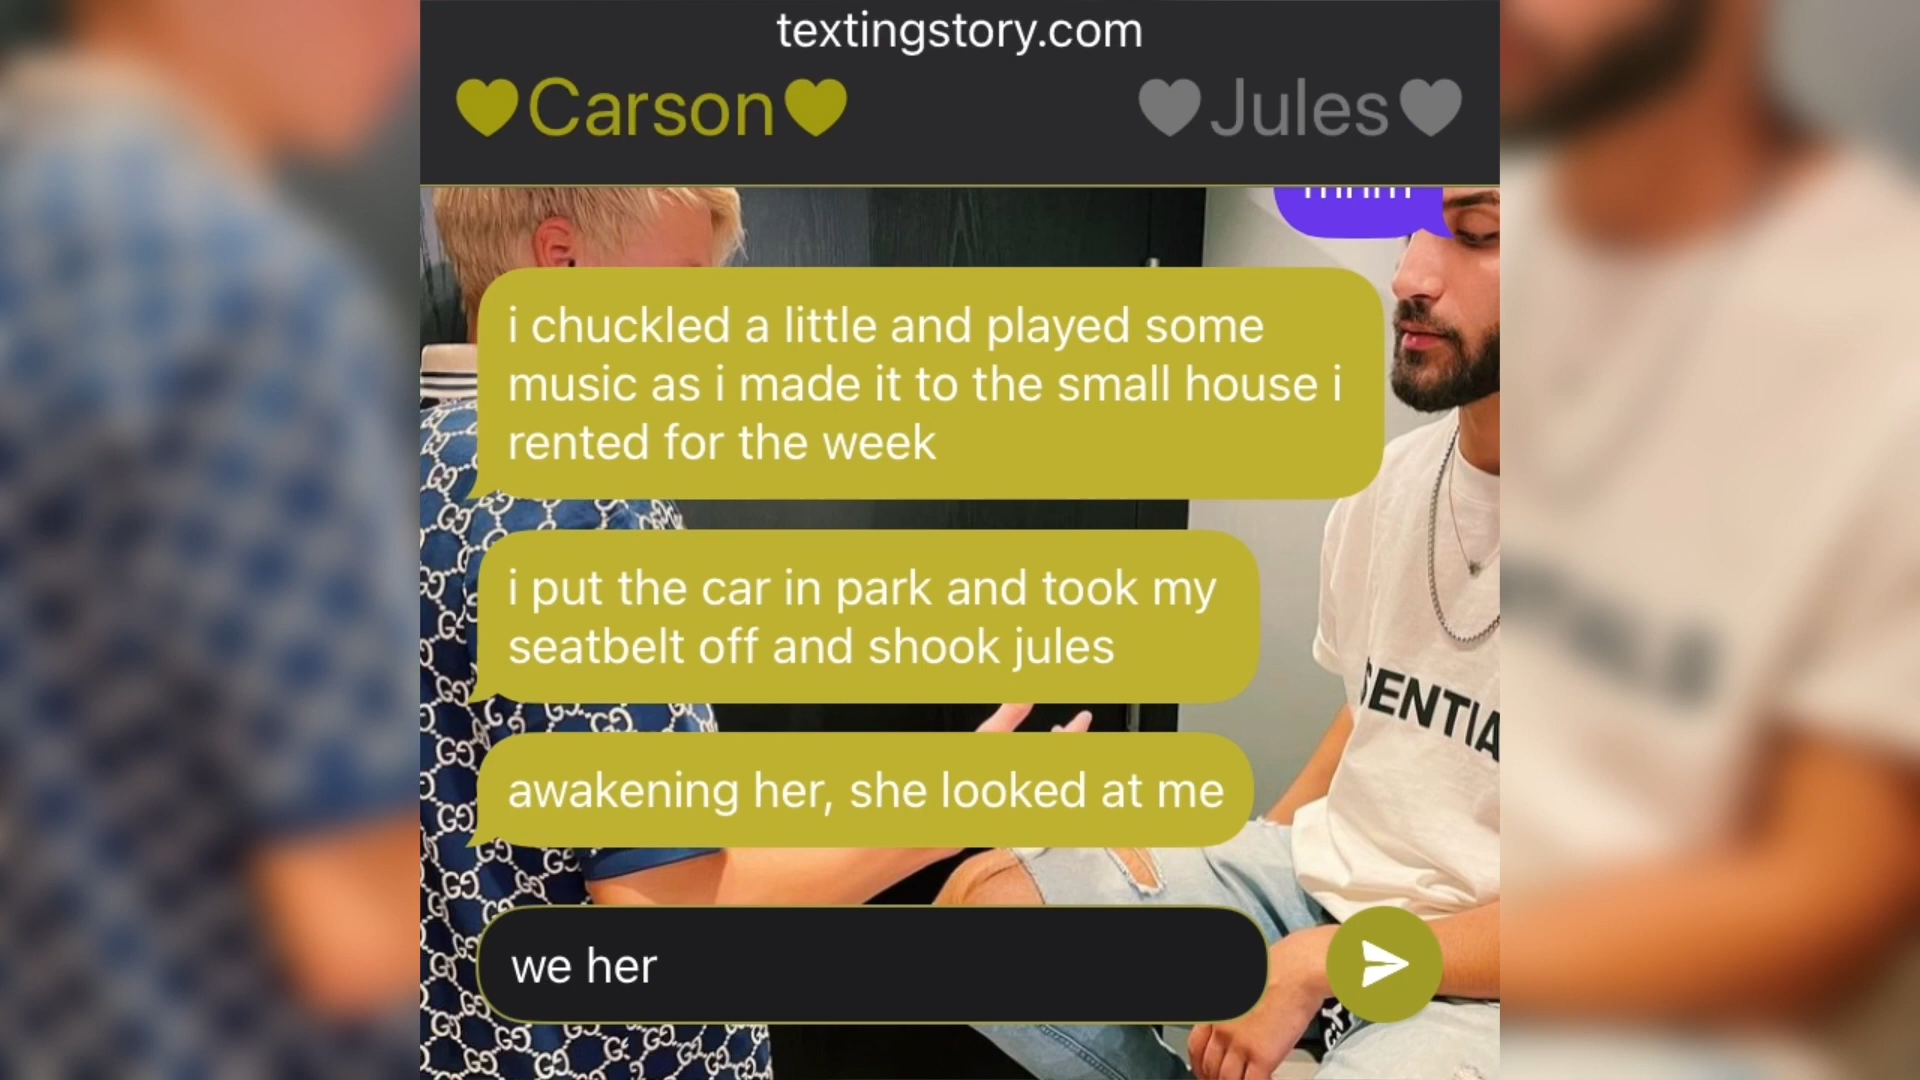 textingstory.com
♥Carson♥ ♥Jules♥
i chuckled a little and played some
music as i made it to the small house i
rented for the week
i put the car in park and took my
seatbelt off and shook jules
SENTIA
awakening her, she looked at me
we her